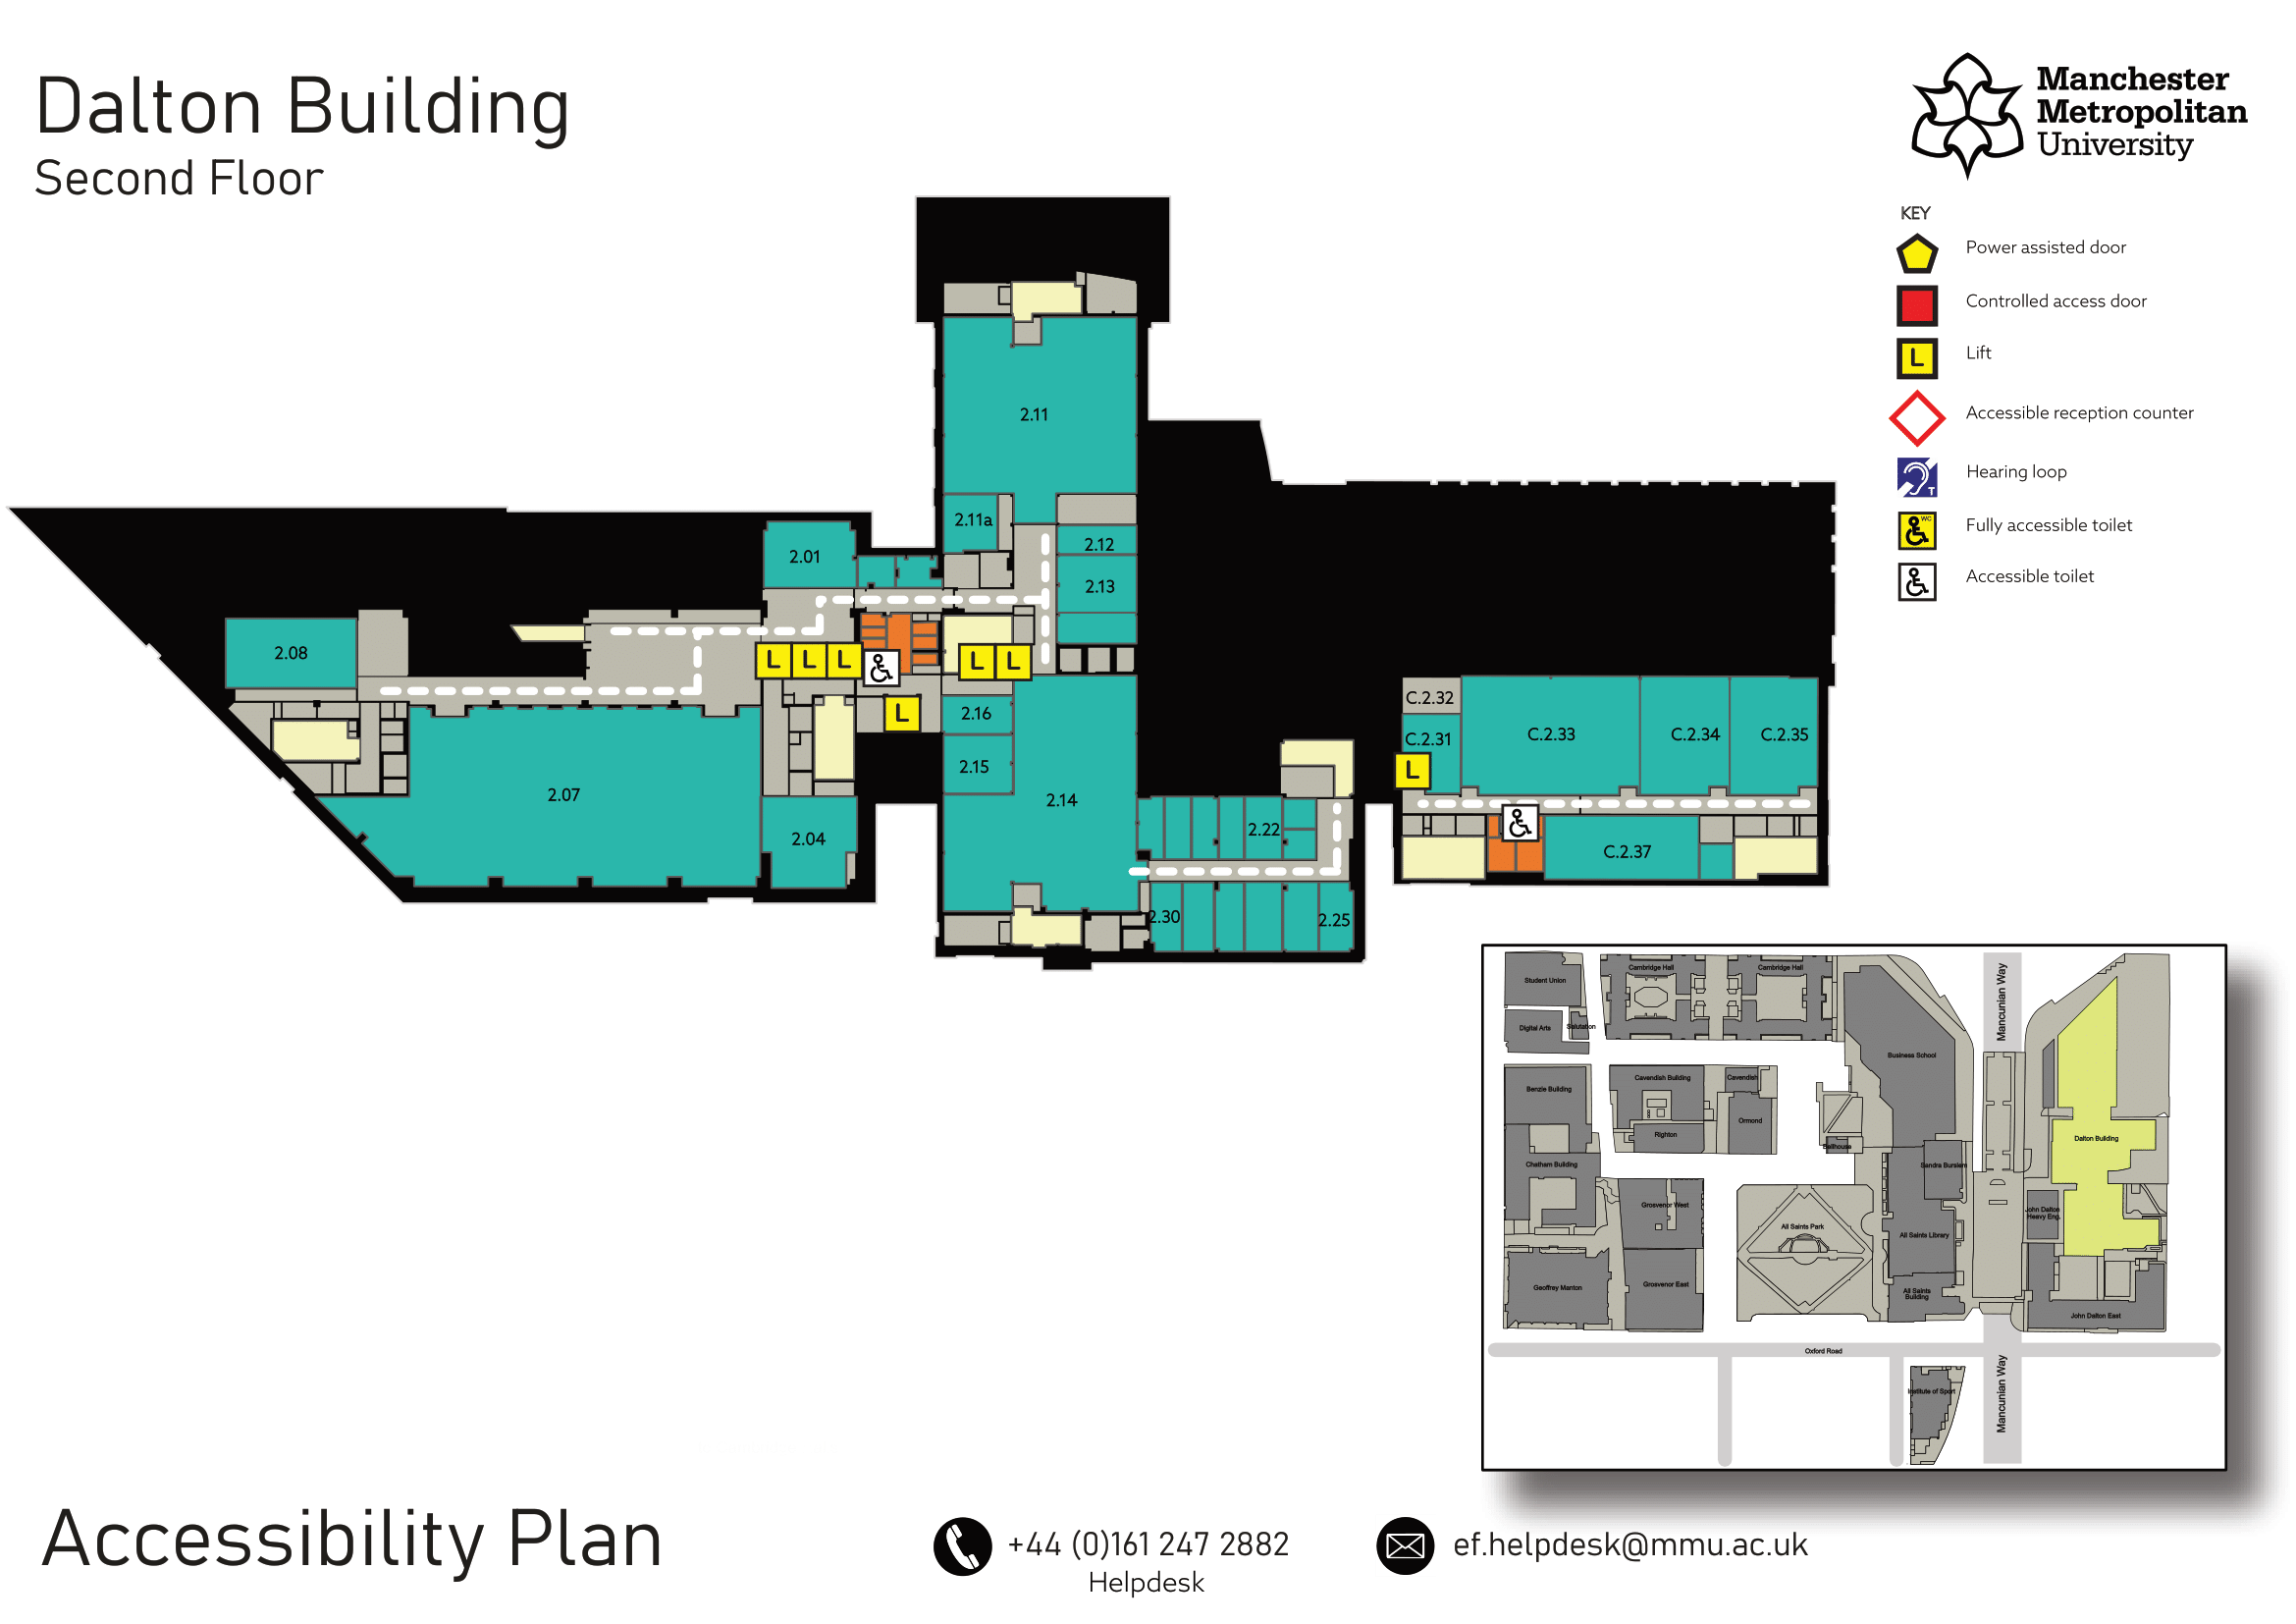 Dalton Building
Second Floor
Manchester
Metropolitan
University
KEY
Power assisted door
Controlled access door
L
Lift
Accessible reception counter
T
Hearing loop
WC
Fully accessible toilet
Accessible toilet
2.11
2.11a
2.12
2.01
2.13
2.08
L L L
L L
L
2.16
2.15
2.07
2.14
2.04
2.22
2.30
2.25
C.2.32
C.2.31
C.2.33
C.2.34
C.2.35
L
C.2.37
Student Union
Cambridge Hall
Cambridge Hall
Digital Arts
Salutation
Mancunian Way
Business School
Benzie Building
Cavendish Building
Cavendish
Ormond
Righton
Bellhouse
Dalton Building
Chatham Building
Sandra Burslem
Grosvenor West
John Dalton
Heavy Eng.
All Saints Park
All Saints Library
Geoffrey Manton
Grosvenor East
All Saints
Building
John Dalton East
Oxford Road
Mancunian Way
Institute of Sport
Accessibility Plan
+44 (0)161 247 2882
Helpdesk
ef.helpdesk@mmu.ac.uk